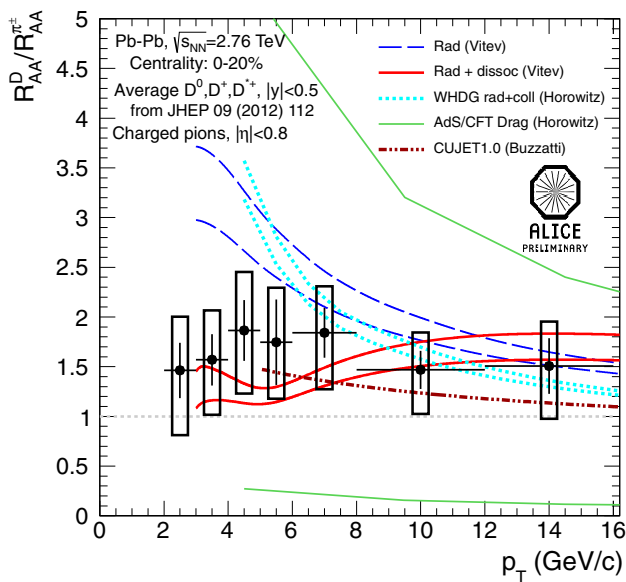 R_AA^D/R_AA^π±
5
4.5
4
3.5
3
2.5
2
1.5
1
0.5
0
Pb-Pb, √s_NN=2.76 TeV
Centrality: 0-20%
Average D⁰,D⁺,D*⁺, |y|<0.5
from JHEP 09 (2012) 112
Charged pions, |η|<0.8
Rad (Vitev)
Rad + dissoc (Vitev)
WHDG rad+coll (Horowitz)
AdS/CFT Drag (Horowitz)
CUJET1.0 (Buzzatti)
ALICE
PRELIMINARY
0 2 4 6 8 10 12 14 16
p_T (GeV/c)